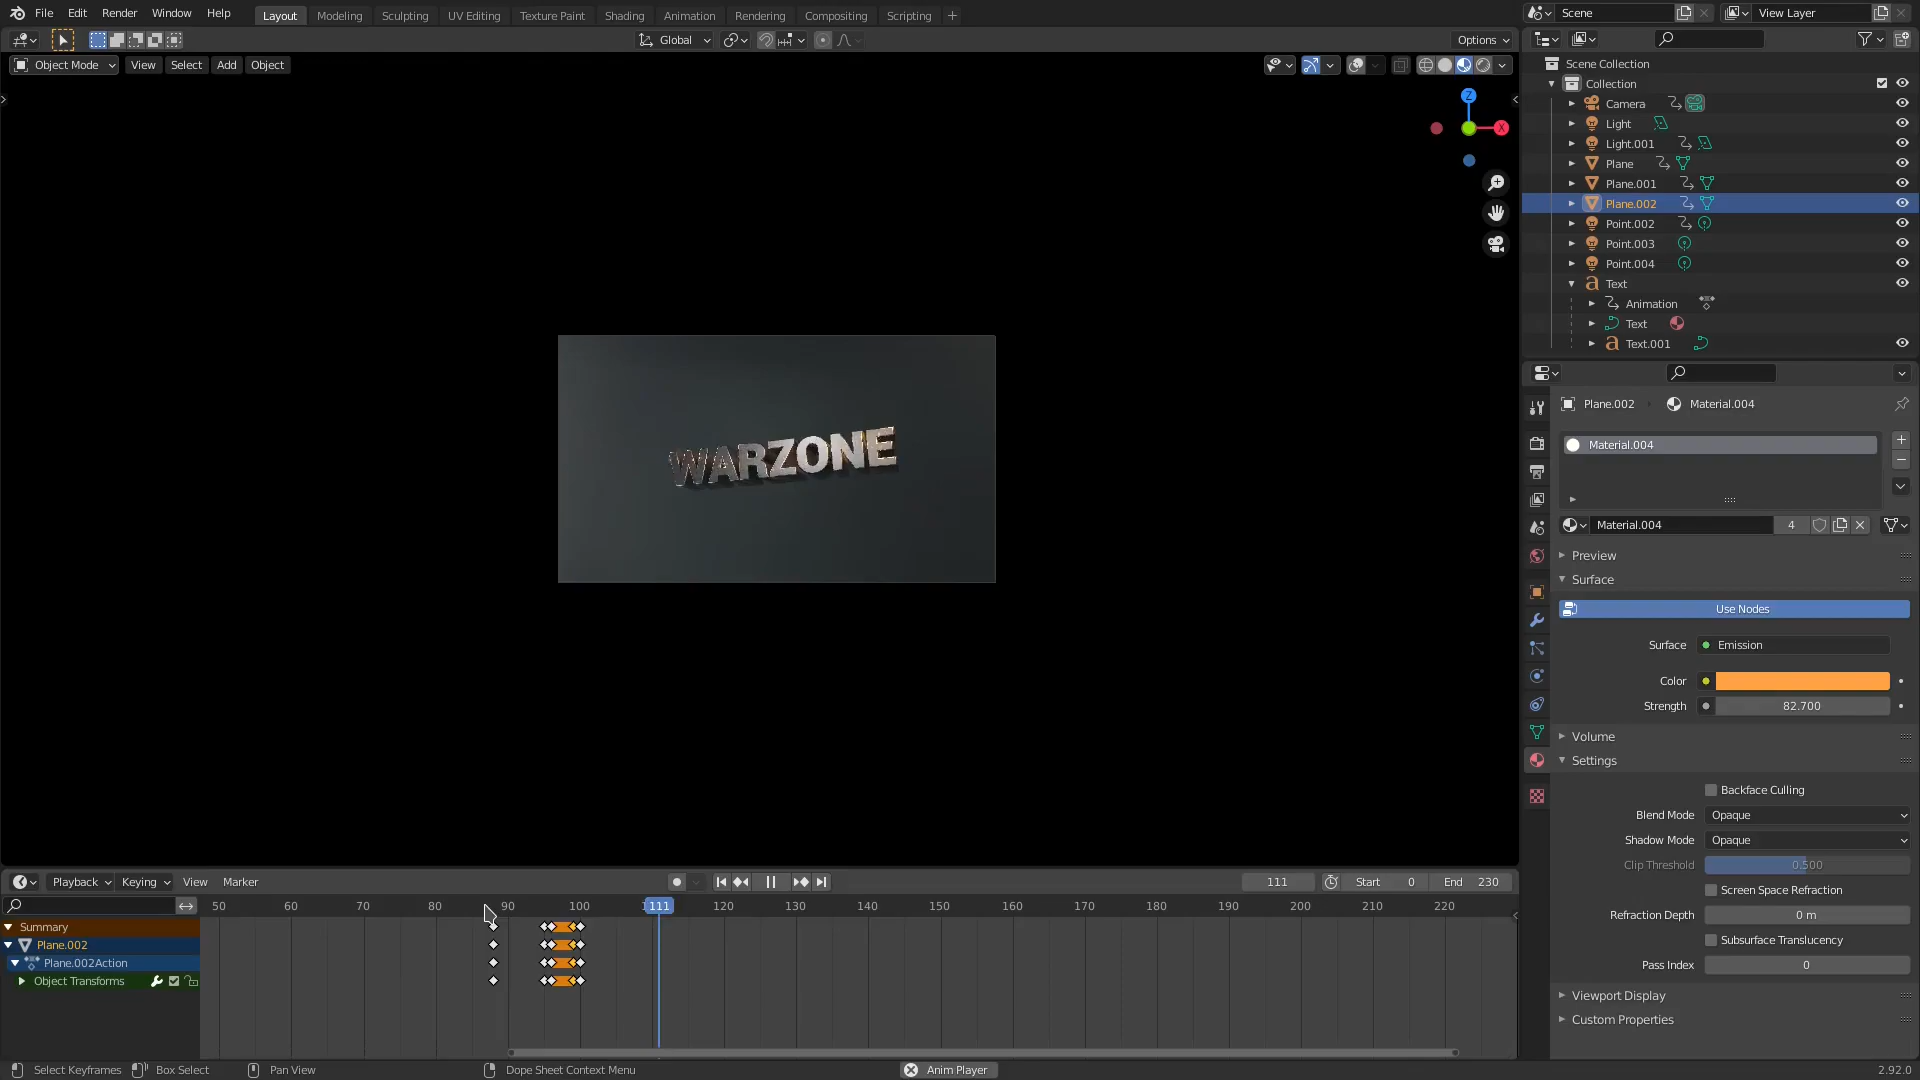 File Edit Render Window Help Layout Modeling Sculpting UV Editing Texture Paint Shading Animation Rendering Compositing Scripting + Scene View Layer
Global Options
Object Mode View Select Add Object
Scene Collection
Collection
Camera
Light
Light.001
Plane
Plane.001
Plane.002
Point.002
Point.003
Point.004
Text
Animation
Text
Text.001
Z
X
WARZONE
Plane.002 Material.004
Material.004
Material.004 4
Preview
Surface
Use Nodes
Surface Emission
Color
Strength 82.700
Volume
Settings
Backface Culling
Blend Mode Opaque
Shadow Mode Opaque
Clip Threshold 0.500
Screen Space Refraction
Refraction Depth 0 m
Subsurface Translucency
Pass Index 0
Viewport Display
Custom Properties
Playback Keying View Marker 111 Start 0 End 230
50 60 70 80 90 100 111 120 130 140 150 160 170 180 190 200 210 220
Summary
Plane.002
Plane.002Action
Object Transforms
Select Keyframes Box Select Pan View Dope Sheet Context Menu Anim Player 2.92.0